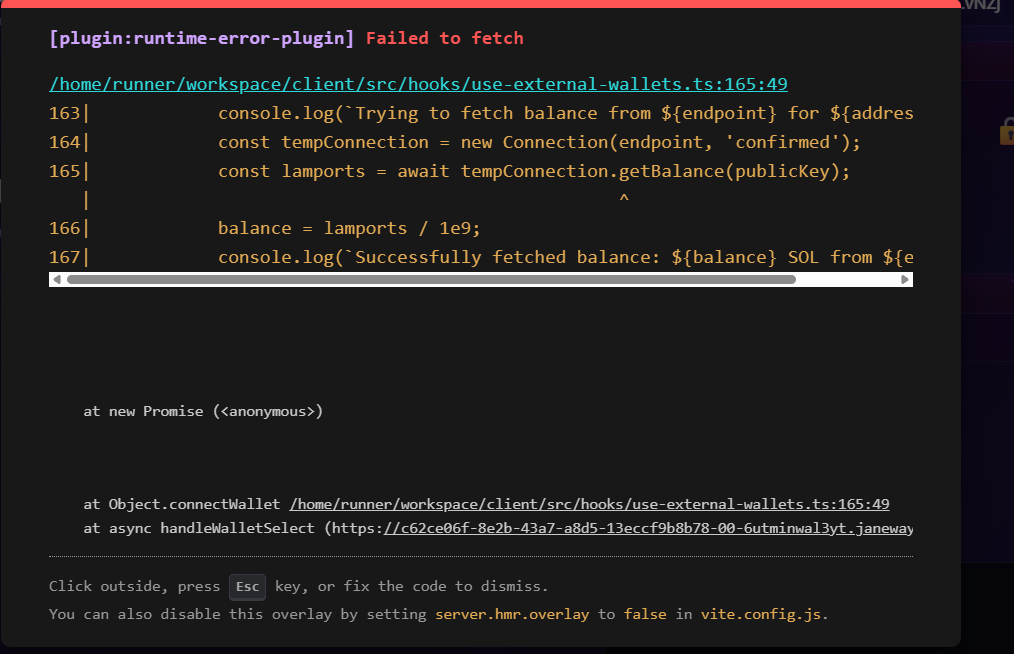 .VNZj
[plugin:runtime-error-plugin] Failed to fetch
/home/runner/workspace/client/src/hooks/use-external-wallets.ts:165:49
163|            console.log(`Trying to fetch balance from ${endpoint} for ${addres
164|            const tempConnection = new Connection(endpoint, 'confirmed');
165|            const lamports = await tempConnection.getBalance(publicKey);
   |                                                  ^
166|            balance = lamports / 1e9;
167|            console.log(`Successfully fetched balance: ${balance} SOL from ${e
at new Promise (<anonymous>)
at Object.connectWallet /home/runner/workspace/client/src/hooks/use-external-wallets.ts:165:49
at async handleWalletSelect (https://c62ce06f-8e2b-43a7-a8d5-13eccf9b8b78-00-6utminwal3yt.janeway
Click outside, press Esc key, or fix the code to dismiss.
You can also disable this overlay by setting server.hmr.overlay to false in vite.config.js.